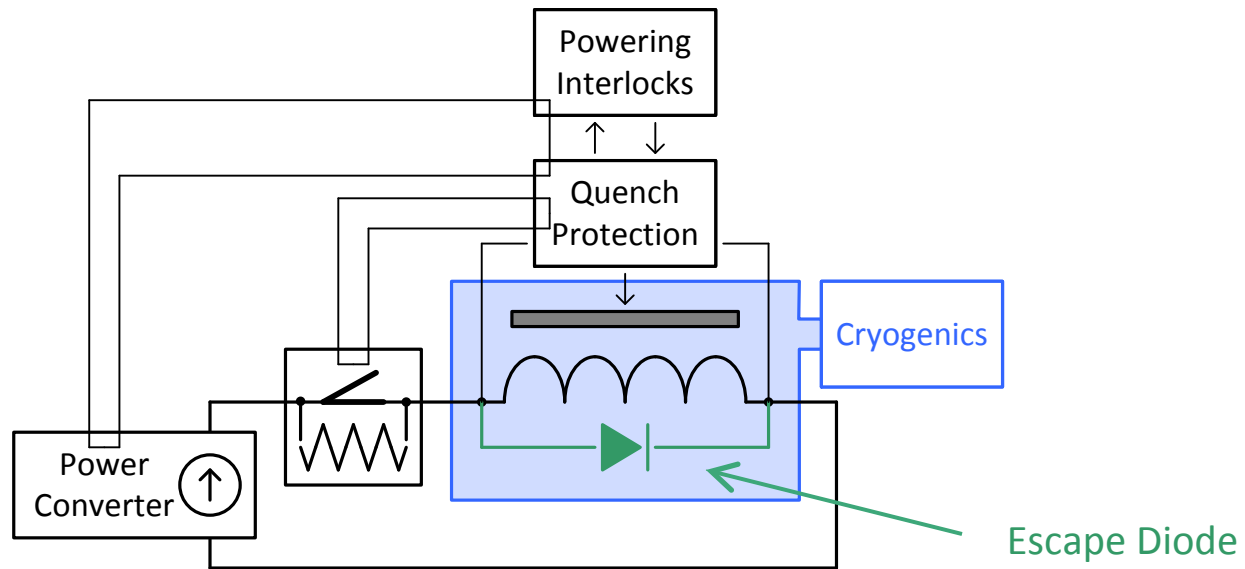 Powering
Interlocks
Quench
Protection
Cryogenics
Power
Converter
Escape Diode